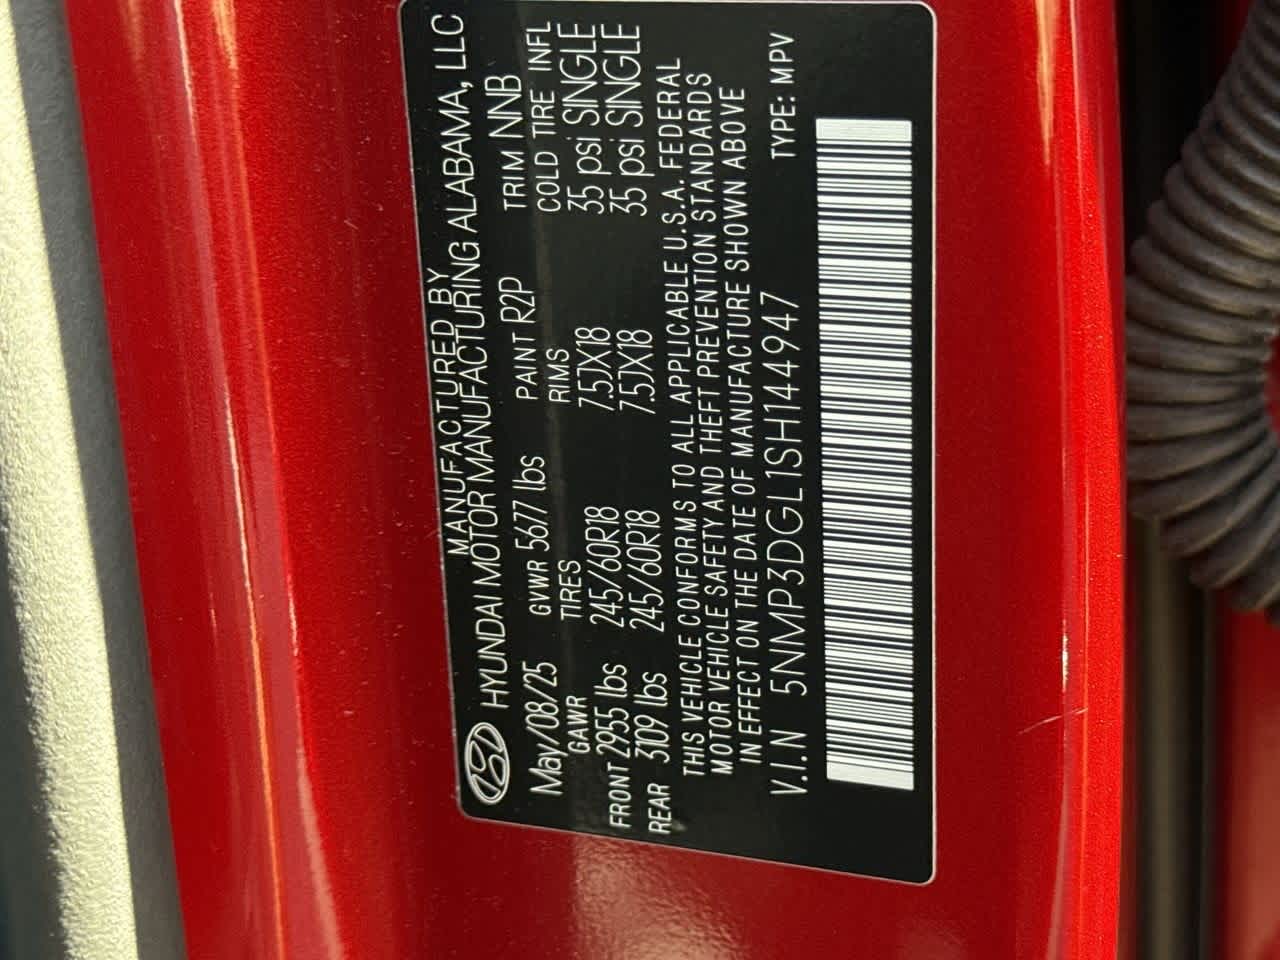 MANUFACTURED BY
HYUNDAI MOTOR MANUFACTURING ALABAMA, LLC
May/08/25 GVWR 5677 lbs PAINT R2P TRIM NNB
GAWR TIRES RIMS COLD TIRE INFL
FRONT 2955 lbs 245/60R18 7.5JX18 35 psi SINGLE
REAR 3109 lbs 245/60R18 7.5JX18 35 psi SINGLE
THIS VEHICLE CONFORMS TO ALL APPLICABLE U.S.A. FEDERAL
MOTOR VEHICLE SAFETY AND THEFT PREVENTION STANDARDS
IN EFFECT ON THE DATE OF MANUFACTURE SHOWN ABOVE
V.I.N 5NMP3DGL1SH144947 TYPE: MPV